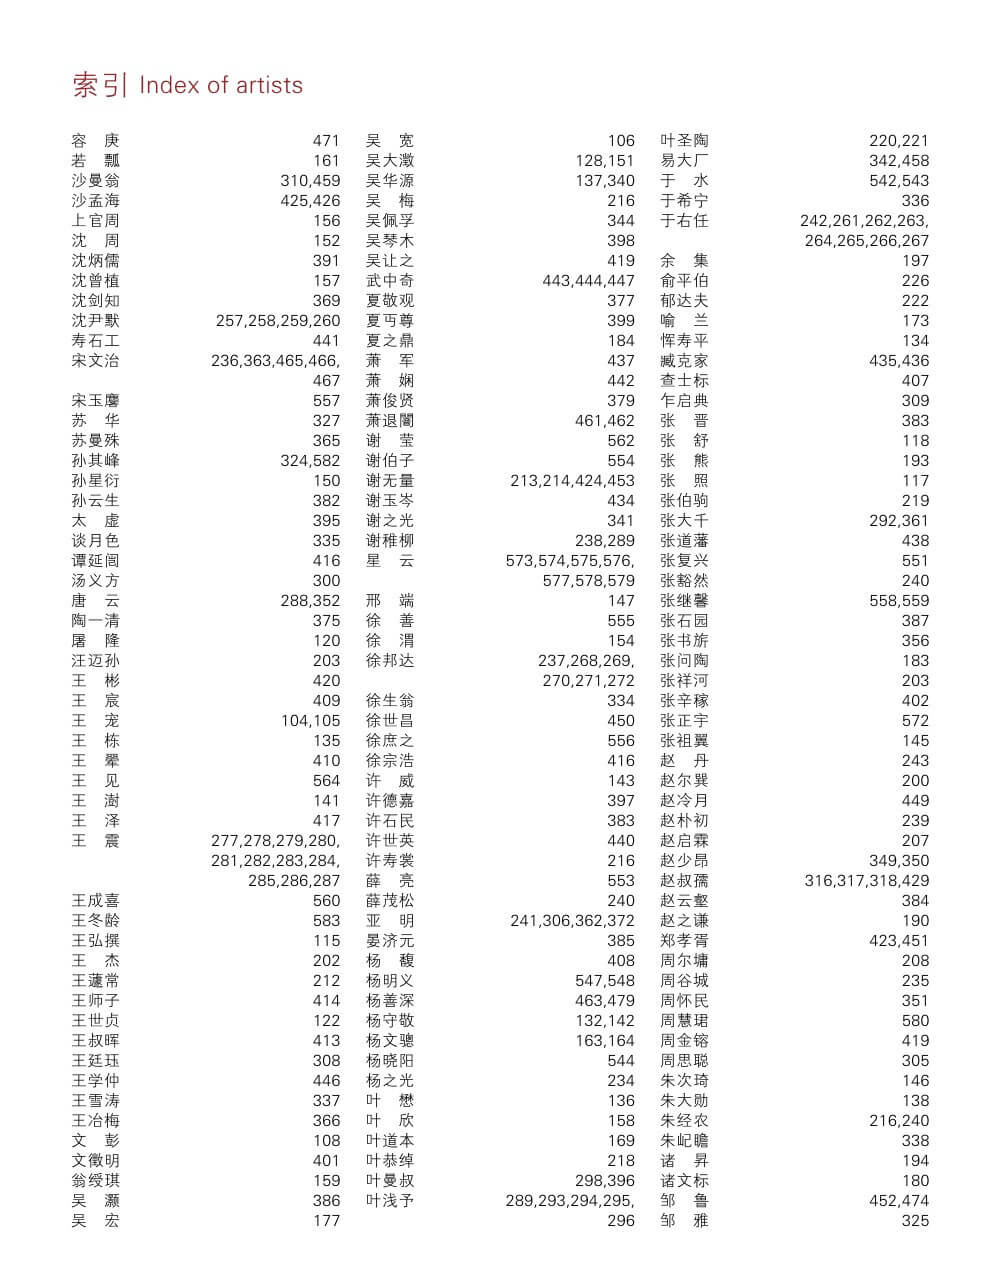 索引 Index of artists
容　庚 471
若　瓢 161
沙曼翁 310,459
沙孟海 425,426
上官周 156
沈　周 152
沈炳儒 391
沈曾植 157
沈剑知 369
沈尹默 257,258,259,260
寿石工 441
宋文治 236,363,465,466,
467
宋玉麐 557
苏　华 327
苏曼殊 365
孙其峰 324,582
孙星衍 150
孙云生 382
太　虚 395
谈月色 335
谭延闿 416
汤义方 300
唐　云 288,352
陶一清 375
屠　隆 120
汪迈孙 203
王　彬 420
王　宸 409
王　宠 104,105
王　栋 135
王　翚 410
王　见 564
王　澍 141
王　泽 417
王　震 277,278,279,280,
281,282,283,284,
285,286,287
王成喜 560
王冬龄 583
王弘撰 115
王　杰 202
王蘧常 212
王师子 414
王世贞 122
王叔晖 413
王廷珏 308
王学仲 446
王雪涛 337
王冶梅 366
文　彭 108
文徵明 401
翁绶琪 159
吴　灏 386
吴　宏 177
吴　宽 106
吴大澂 128,151
吴华源 137,340
吴　梅 216
吴佩孚 344
吴琴木 398
吴让之 419
武中奇 443,444,447
夏敬观 377
夏丏尊 399
夏之鼎 184
萧　军 437
萧　娴 442
萧俊贤 379
萧退闇 461,462
谢　莹 562
谢伯子 554
谢无量 213,214,424,453
谢玉岑 434
谢之光 341
谢稚柳 238,289
星　云 573,574,575,576,
577,578,579
邢　端 147
徐　善 555
徐　渭 154
徐邦达 237,268,269,
270,271,272
徐生翁 334
徐世昌 450
徐庶之 556
徐宗浩 416
许　威 143
许德嘉 397
许石民 383
许世英 440
许寿裳 216
薛　亮 553
薛茂松 240
亚　明 241,306,362,372
晏济元 385
杨　馥 408
杨明义 547,548
杨善深 463,479
杨守敬 132,142
杨文骢 163,164
杨晓阳 544
杨之光 234
叶　懋 136
叶　欣 158
叶道本 169
叶恭绰 218
叶曼叔 298,396
叶浅予 289,293,294,295,
296
叶圣陶 220,221
易大厂 342,458
于　水 542,543
于希宁 336
于右任 242,261,262,263,
264,265,266,267
余　集 197
俞平伯 226
郁达夫 222
喻　兰 173
恽寿平 134
臧克家 435,436
查士标 407
乍启典 309
张　晋 383
张　舒 118
张　熊 193
张　照 117
张伯驹 219
张大千 292,361
张道藩 438
张复兴 551
张豁然 240
张继馨 558,559
张石园 387
张书旂 356
张问陶 183
张祥河 203
张辛稼 402
张正宇 572
张祖翼 145
赵　丹 243
赵尔巽 200
赵冷月 449
赵朴初 239
赵启霖 207
赵少昂 349,350
赵叔孺 316,317,318,429
赵云壑 384
赵之谦 190
郑孝胥 423,451
周尔墉 208
周谷城 235
周怀民 351
周慧珺 580
周金镕 419
周思聪 305
朱次琦 146
朱大勋 138
朱经农 216,240
朱屺瞻 338
诸　昇 194
诸文标 180
邹　鲁 452,474
邹　雅 325